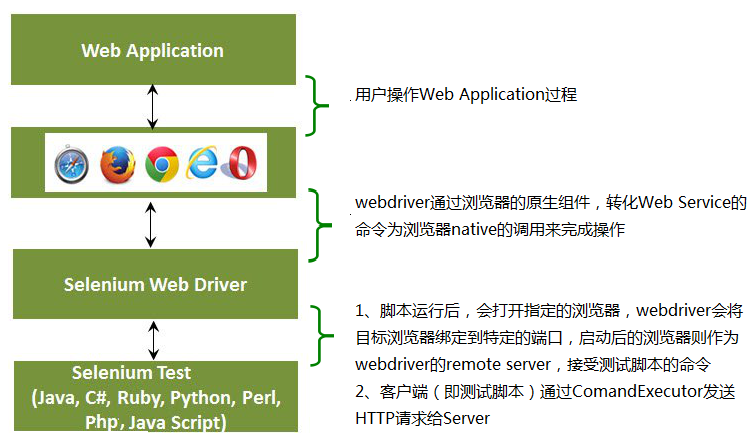 Web Application
用户操作Web Application过程
webdriver通过浏览器的原生组件，转化Web Service的
命令为浏览器native的调用来完成操作
Selenium Web Driver
1、脚本运行后，会打开指定的浏览器，webdriver会将
目标浏览器绑定到特定的端口，启动后的浏览器则作为
webdriver的remote server，接受测试脚本的命令
2、客户端（即测试脚本）通过ComandExecutor发送
HTTP请求给Server
Selenium Test
(Java, C#, Ruby, Python, Perl,
Php, Java Script)